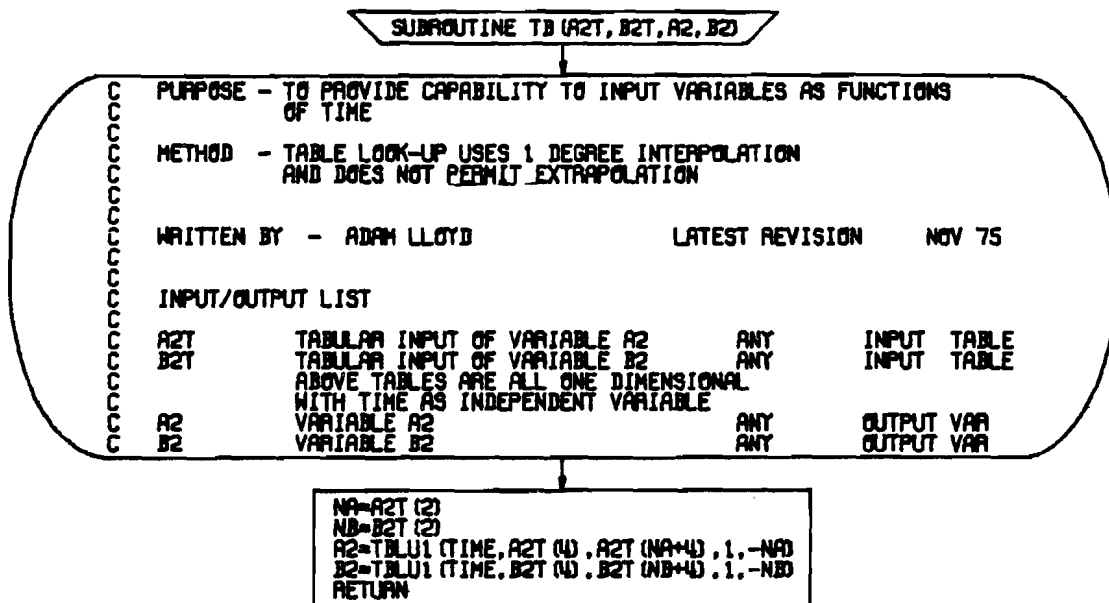 SUBROUTINE TB (A2T, B2T, A2, B2)
C PURPOSE - TO PROVIDE CAPABILITY TO INPUT VARIABLES AS FUNCTIONS
C OF TIME
C
C METHOD - TABLE LOOK-UP USES 1 DEGREE INTERPOLATION
C AND DOES NOT PERMIT EXTRAPOLATION
C
C
C WRITTEN BY - ADAM LLOYD LATEST REVISION NOV 75
C
C
C INPUT/OUTPUT LIST
C
C A2T TABULAR INPUT OF VARIABLE A2 ANY INPUT TABLE
C B2T TABULAR INPUT OF VARIABLE B2 ANY INPUT TABLE
C ABOVE TABLES ARE ALL ONE DIMENSIONAL
C WITH TIME AS INDEPENDENT VARIABLE
C A2 VARIABLE A2 ANY OUTPUT VAR
C B2 VARIABLE B2 ANY OUTPUT VAR
NA=A2T (2)
NB=B2T (2)
A2=TBLU1 (TIME, A2T (4), A2T (NA+4), 1, -NA)
B2=TBLU1 (TIME, B2T (4), B2T (NB+4), 1, -NB)
RETURN